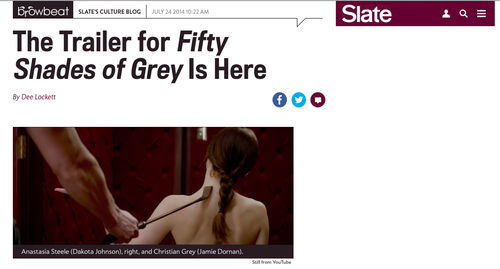 browbeat SLATE'S CULTURE BLOG JULY 24 2014 10:22 AM
Slate
The Trailer for Fifty
Shades of Grey Is Here
By Dee Lockett
Anastasia Steele (Dakota Johnson), right, and Christian Grey (Jamie Dornan).
Still from YouTube